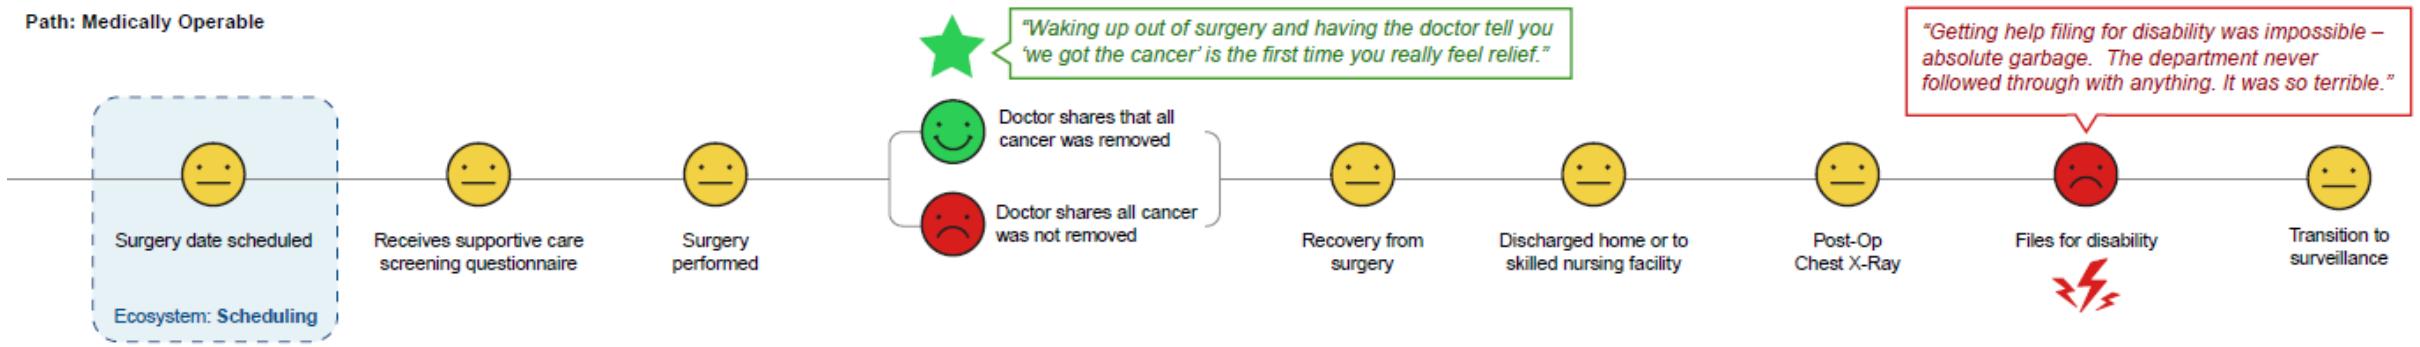 Path: Medically Operable
“Waking up out of surgery and having the doctor tell you
‘we got the cancer’ is the first time you really feel relief.”
“Getting help filing for disability was impossible –
absolute garbage.  The department never
followed through with anything. It was so terrible.”
Doctor shares that all
cancer was removed
Doctor shares all cancer
was not removed
Surgery date scheduled
Receives supportive care
screening questionnaire
Surgery
performed
Recovery from
surgery
Discharged home or to
skilled nursing facility
Post-Op
Chest X-Ray
Files for disability
Transition to
surveillance
Ecosystem: Scheduling